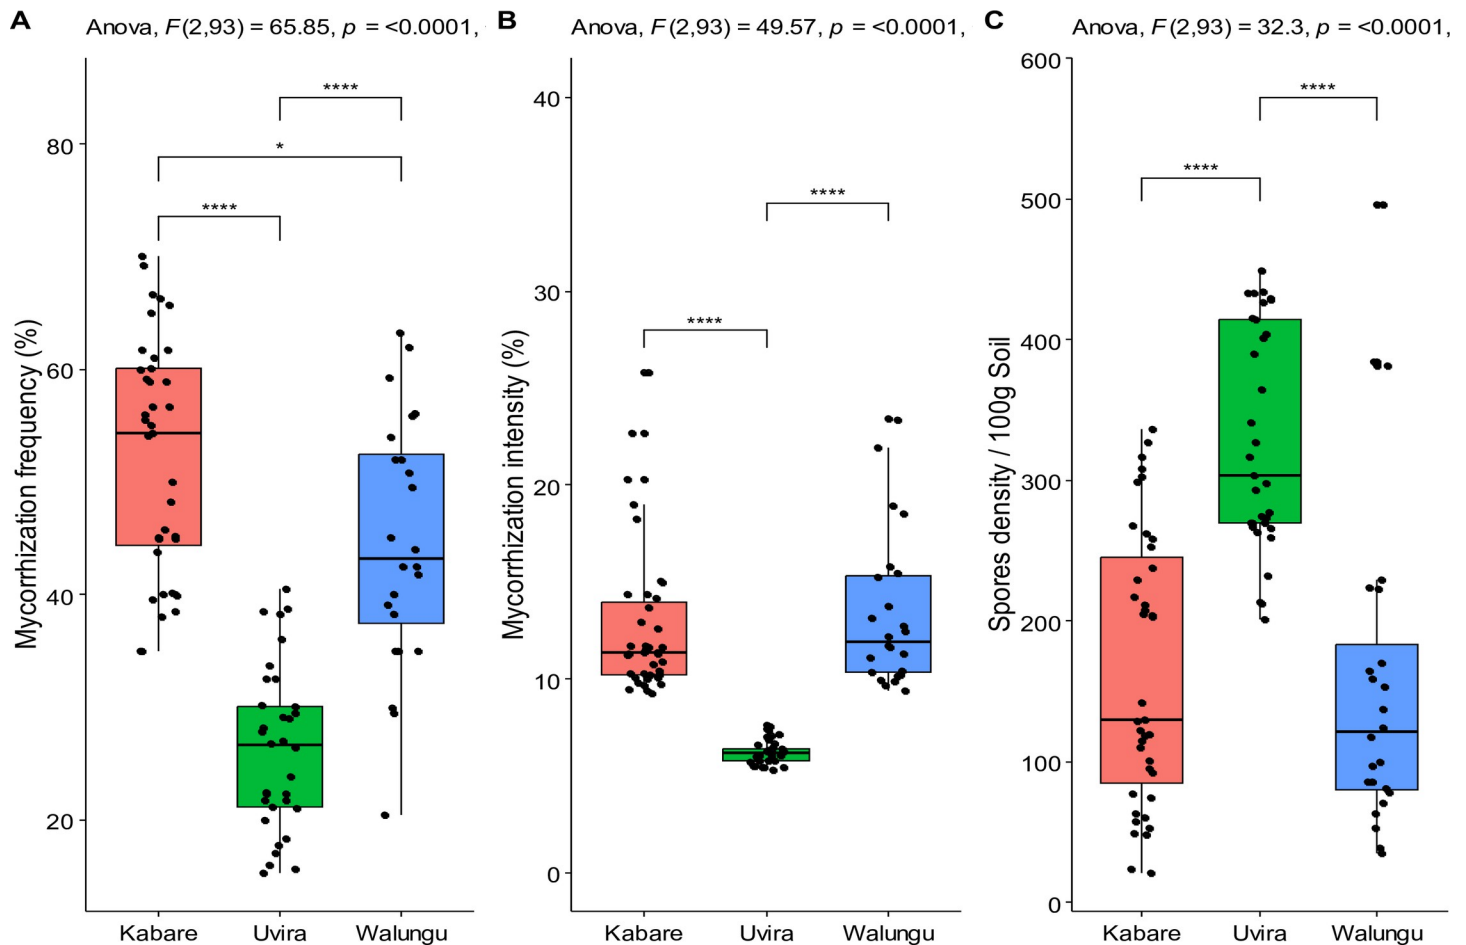 A
Anova, F(2,93) = 65.85, p = <0.0001,
Mycorrhization frequency (%)
80
60
40
20
****
*
****
Kabare
Uvira
Walungu
B
Anova, F(2,93) = 49.57, p = <0.0001,
Mycorrhization intensity (%)
40
30
20
10
0
****
****
Kabare
Uvira
Walungu
C
Anova, F(2,93) = 32.3, p = <0.0001,
Spores density / 100g Soil
600
500
400
300
200
100
0
****
****
Kabare
Uvira
Walungu